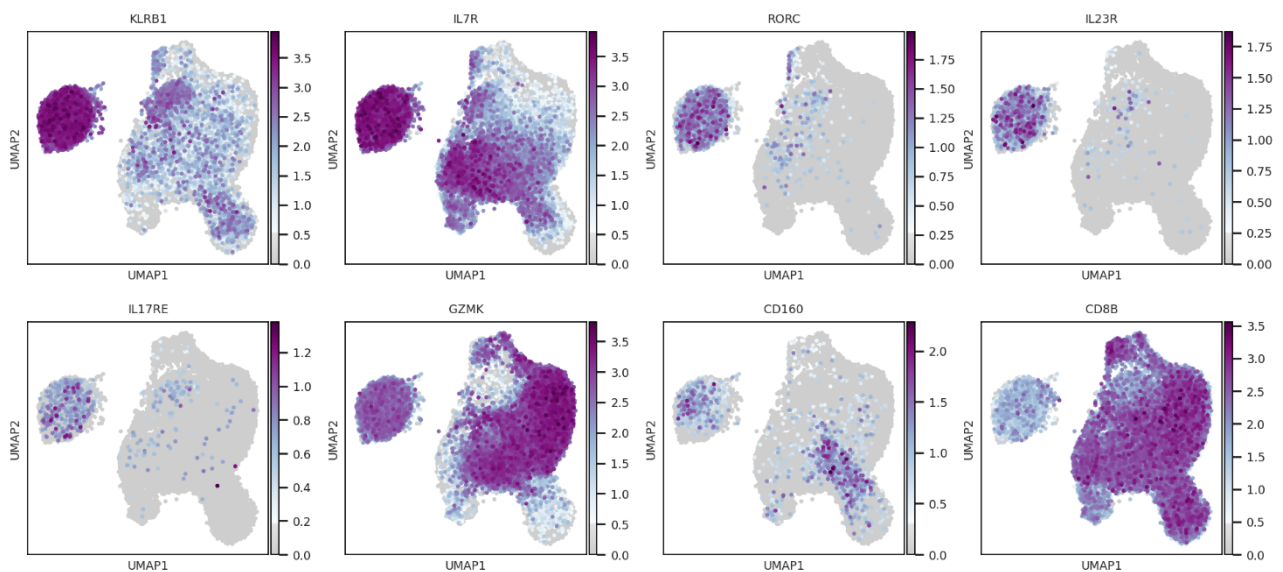 KLRB1
IL7R
RORC
IL23R
3.5
3.0
2.5
2.0
1.5
1.0
0.5
0.0
3.5
3.0
2.5
2.0
1.5
1.0
0.5
0.0
1.75
1.50
1.25
1.00
0.75
0.50
0.25
0.00
1.75
1.50
1.25
1.00
0.75
0.50
0.25
0.00
UMAP2
UMAP2
UMAP2
UMAP2
UMAP1
UMAP1
UMAP1
UMAP1
IL17RE
GZMK
CD160
CD8B
1.2
1.0
0.8
0.6
0.4
0.2
0.0
3.5
3.0
2.5
2.0
1.5
1.0
0.5
0.0
2.0
1.5
1.0
0.5
0.0
3.5
3.0
2.5
2.0
1.5
1.0
0.5
0.0
UMAP2
UMAP2
UMAP2
UMAP2
UMAP1
UMAP1
UMAP1
UMAP1